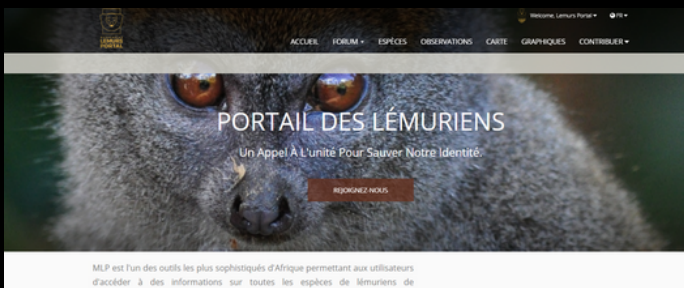 Welcome, Lemurs Portal
FR
LEMURS
PORTAL
ACCUEIL FORUM ESPÈCES OBSERVATIONS CARTE GRAPHIQUES CONTRIBUER
PORTAIL DES LÉMURIENS
Un Appel À L'unité Pour Sauver Notre Identité.
REJOIGNEZ-NOUS
MLP est l'un des outils les plus sophistiqués d'Afrique permettant aux utilisateurs
d'accéder à des informations sur toutes les espèces de lémuriens de